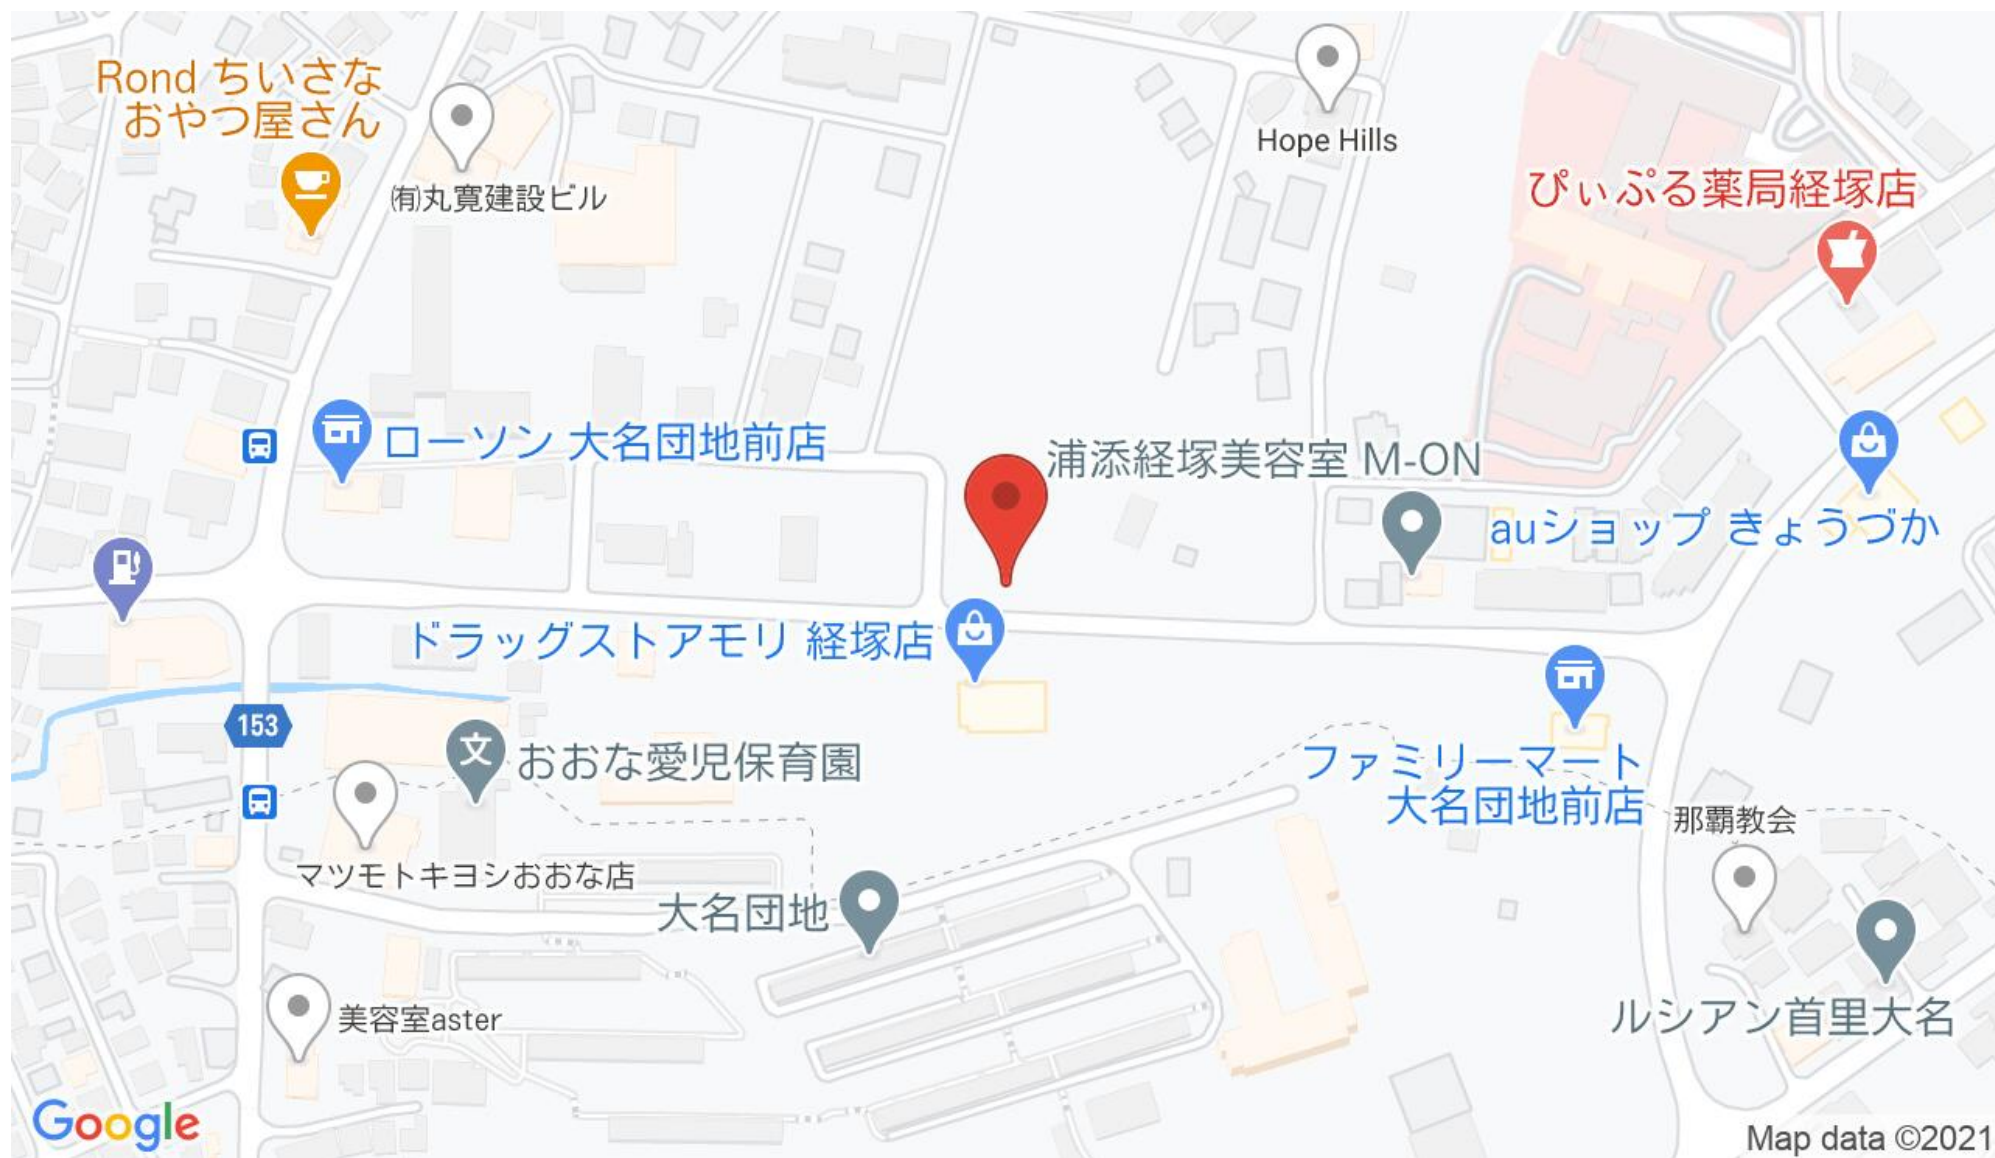 Rond ちいさな
おやつ屋さん
㈲丸寛建設ビル
Hope Hills
ぴぃぷる薬局経塚店
ローソン 大名団地前店
浦添経塚美容室 M-ON
auショップ きょうづか
ドラッグストアモリ 経塚店
153
文
おおな愛児保育園
ファミリーマート
大名団地前店
那覇教会
マツモトキヨシおおな店
大名団地
美容室aster
ルシアン首里大名
Google
Map data ©2021